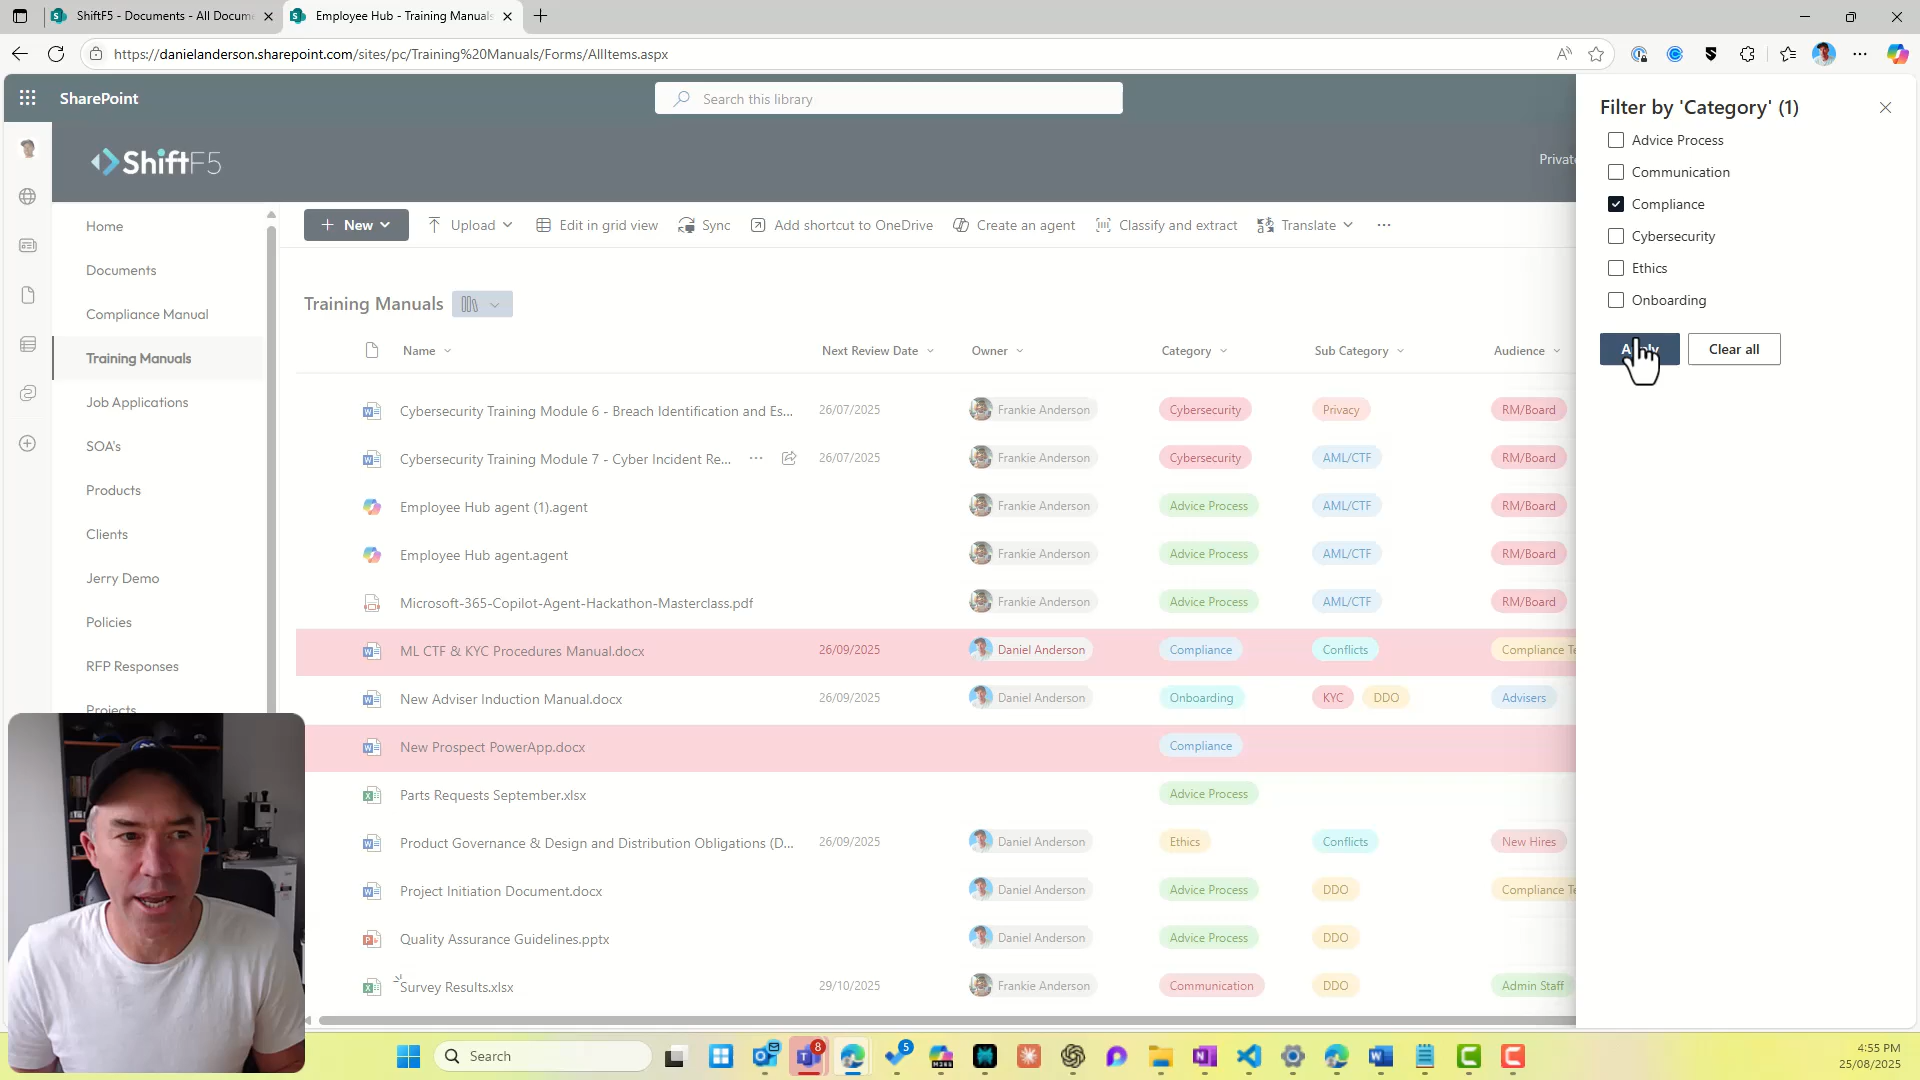 ShiftF5 - Documents - All Docum
Employee Hub - Training Manuals
https://danielanderson.sharepoint.com/sites/pc/Training%20Manuals/Forms/AllItems.aspx
SharePoint
Search this library
ShiftF5
Private
Home
Documents
Compliance Manual
Training Manuals
Job Applications
SOA's
Products
Clients
Jerry Demo
Policies
RFP Responses
Projects
New
Upload
Edit in grid view
Sync
Add shortcut to OneDrive
Create an agent
Classify and extract
Translate
Training Manuals
Name Next Review Date Owner Category Sub Category Audience
Cybersecurity Training Module 6 - Breach Identification and Es... 26/07/2025 Frankie Anderson Cybersecurity Privacy RM/Board
Cybersecurity Training Module 7 - Cyber Incident Re... 26/07/2025 Frankie Anderson Cybersecurity AML/CTF RM/Board
Employee Hub agent (1).agent Frankie Anderson Advice Process AML/CTF RM/Board
Employee Hub agent.agent Frankie Anderson Advice Process AML/CTF RM/Board
Microsoft-365-Copilot-Agent-Hackathon-Masterclass.pdf Frankie Anderson Advice Process AML/CTF RM/Board
ML CTF & KYC Procedures Manual.docx 26/09/2025 Daniel Anderson Compliance Conflicts Compliance Te
New Adviser Induction Manual.docx 26/09/2025 Daniel Anderson Onboarding KYC DDO Advisers
New Prospect PowerApp.docx Compliance
Parts Requests September.xlsx Advice Process
Product Governance & Design and Distribution Obligations (D... 26/09/2025 Daniel Anderson Ethics Conflicts New Hires
Project Initiation Document.docx Daniel Anderson Advice Process DDO Compliance Te
Quality Assurance Guidelines.pptx Daniel Anderson Advice Process DDO
Survey Results.xlsx 29/10/2025 Frankie Anderson Communication DDO Admin Staff
Filter by 'Category' (1)
Advice Process
Communication
Compliance
Cybersecurity
Ethics
Onboarding
Apply
Clear all
Search
8
5
4:55 PM
25/08/2025